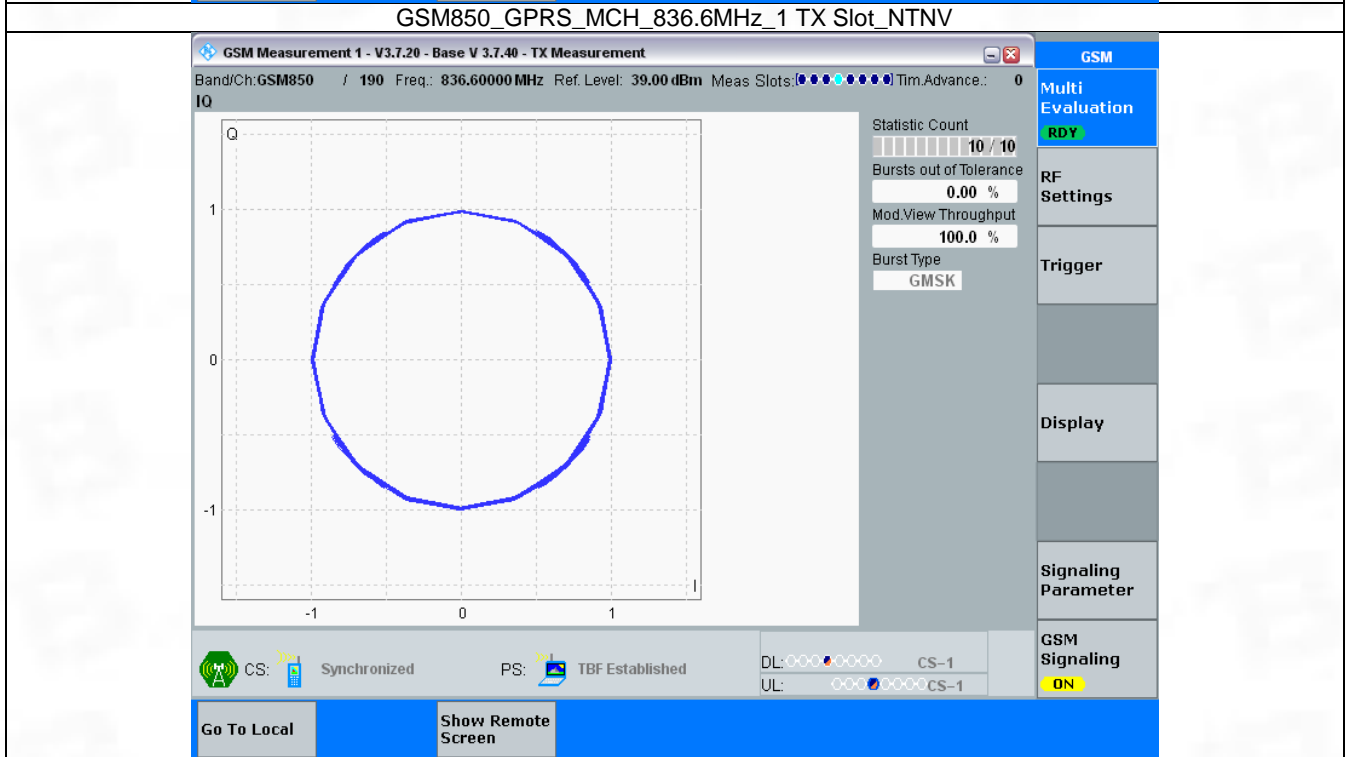 GSM850_GPRS_MCH_836.6MHz_1 TX Slot_NTNV
GSM Measurement 1 - V3.7.20 - Base V 3.7.40 - TX Measurement
GSM
Band/Ch:GSM850 / 190 Freq.: 836.60000 MHz Ref. Level: 39.00 dBm Meas Slots: Tim.Advance.: 0
IQ
Multi
Evaluation
RDY
Statistic Count
10 / 10
Bursts out of Tolerance
0.00 %
Mod.View Throughput
100.0 %
Burst Type
GMSK
Q
1
0
-1
I
-1 0 1
RF
Settings
Trigger
Display
Signaling
Parameter
GSM
Signaling
ON
CS: Synchronized PS: TBF Established DL: CS-1
UL: CS-1
Go To Local
Show Remote
Screen